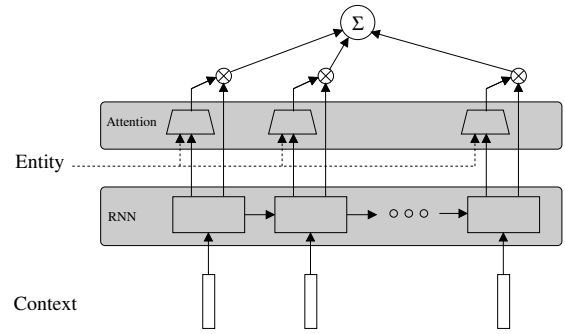 Σ
Attention
Entity
RNN
Context